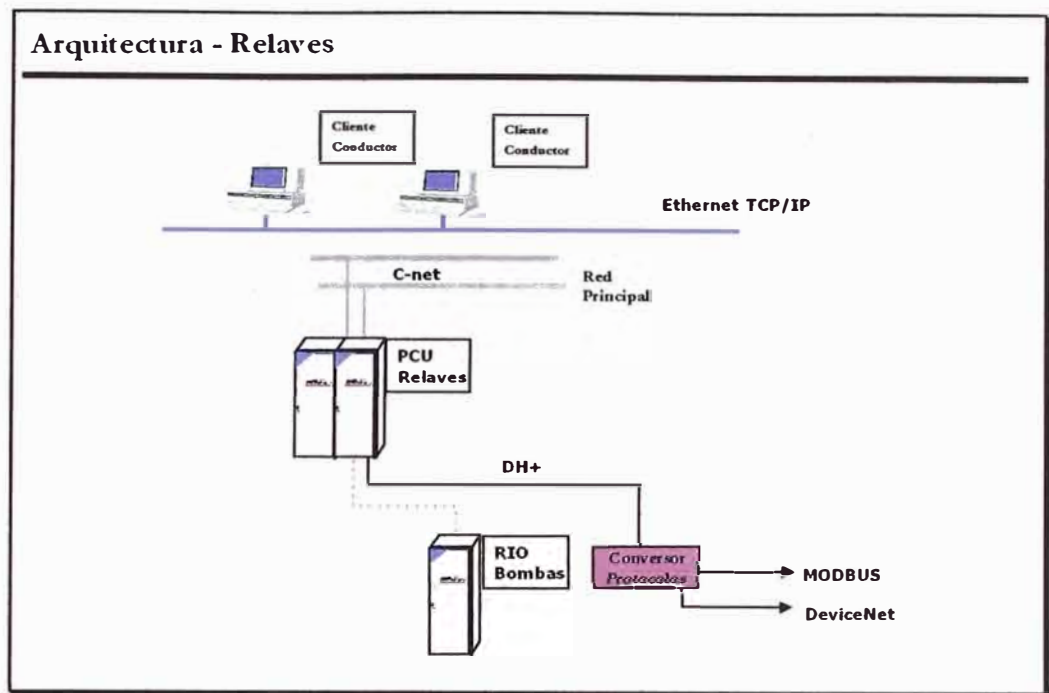 Arquitectura - Relaves
Cliente
Conductor
Cliente
Conductor
Ethernet TCP/IP
C-net
Red
Principal
PCU
Relaves
DH+
RIO
Bombas
Conversor
Protocolos
MODBUS
DeviceNet